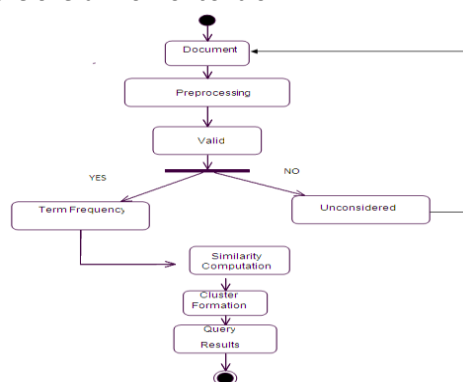 Document
Preprocessing
Valid
YES
NO
Term Frequency
Unconsidered
Similarity
Computation
Cluster
Formation
Query
Results